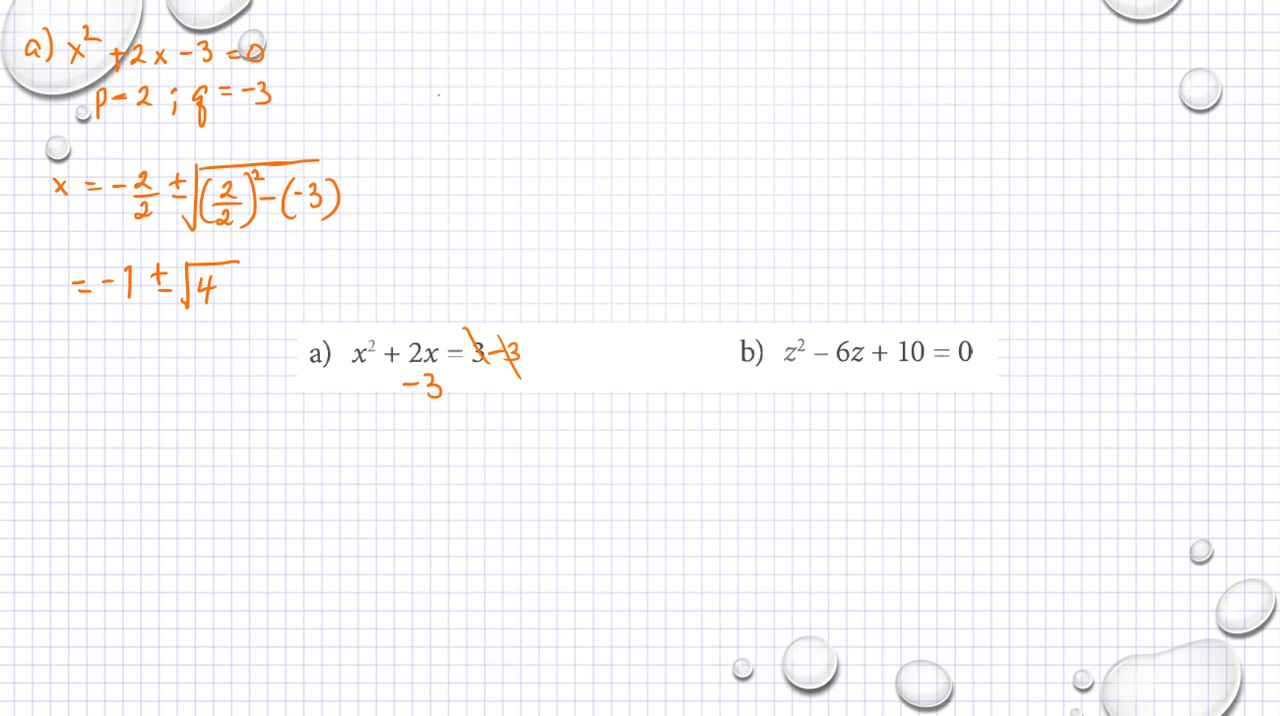 a) x² + 2x - 3 = 0
p = 2 ; q = -3
x = - 2/2 ± √(2/2)² - (-3)
= -1 ± √4
a) x² + 2x = 3 - 3
-3
b) z² – 6z + 10 = 0